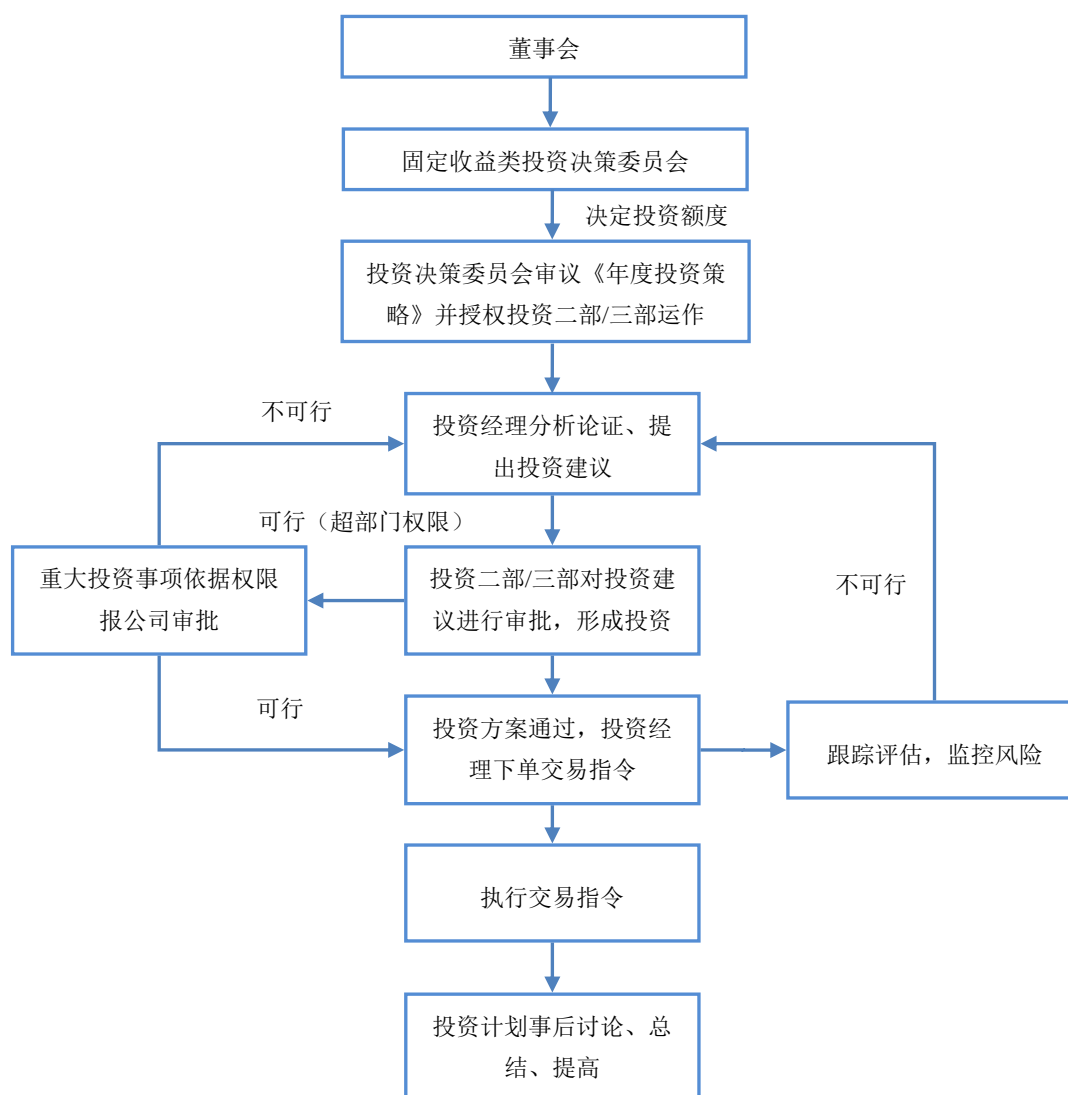 董事会
固定收益类投资决策委员会
决定投资额度
投资决策委员会审议《年度投资策
略》并授权投资二部/三部运作
不可行
投资经理分析论证、提
出投资建议
可行（超部门权限）
重大投资事项依据权限
报公司审批
投资二部/三部对投资建
议进行审批，形成投资
不可行
可行
投资方案通过，投资经
理下单交易指令
跟踪评估，监控风险
执行交易指令
投资计划事后讨论、总
结、提高